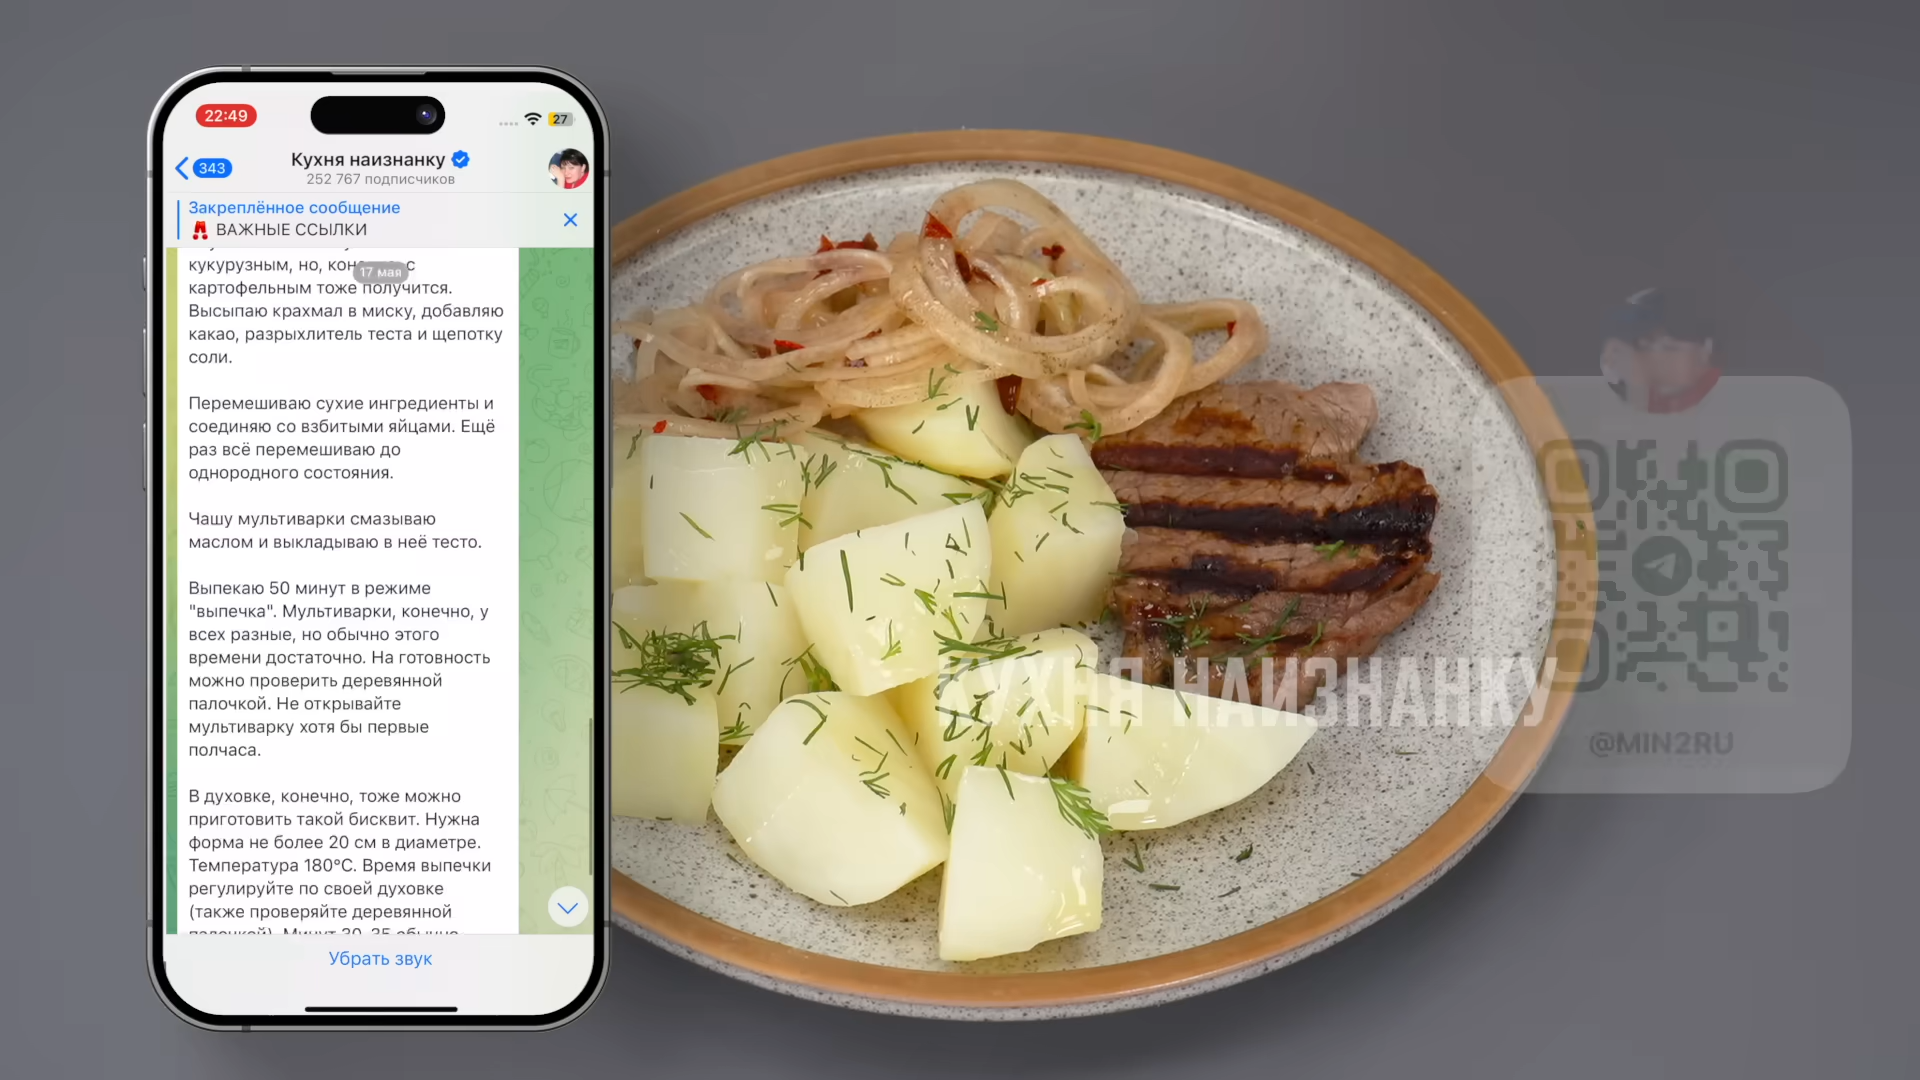 22:49
27
343
Кухня наизнанку
252 767 подписчиков
Закреплённое сообщение
ВАЖНЫЕ ССЫЛКИ
17 мая
кукурузным, но, с
картофельным тоже получится.
Высыпаю крахмал в миску, добавляю
какао, разрыхлитель теста и щепотку
соли.
Перемешиваю сухие ингредиенты и
соединяю со взбитыми яйцами. Ещё
раз всё перемешиваю до
однородного состояния.
Чашу мультиварки смазываю
маслом и выкладываю в неё тесто.
Выпекаю 50 минут в режиме
"выпечка". Мультиварки, конечно, у
всех разные, но обычно этого
времени достаточно. На готовность
можно проверить деревянной
палочкой. Не открывайте
мультиварку хотя бы первые
полчаса.
В духовке, конечно, тоже можно
приготовить такой бисквит. Нужна
форма не более 20 см в диаметре.
Температура 180°C. Время выпечки
регулируйте по своей духовке
(также проверяйте деревянной
Убрать звук
КУХНЯ НАИЗНАНКУ
@MIN2RU